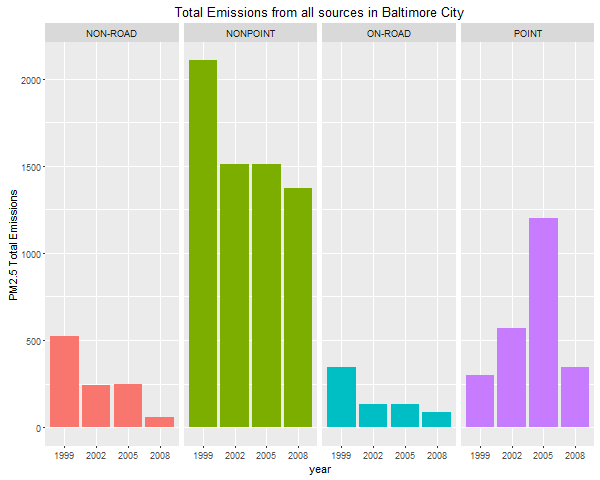 Total Emissions from all sources in Baltimore City
NON-ROAD NONPOINT ON-ROAD POINT
2000
1500
1000
500
0
PM2.5 Total Emissions
1999 2002 2005 2008 1999 2002 2005 2008 1999 2002 2005 2008 1999 2002 2005 2008
year